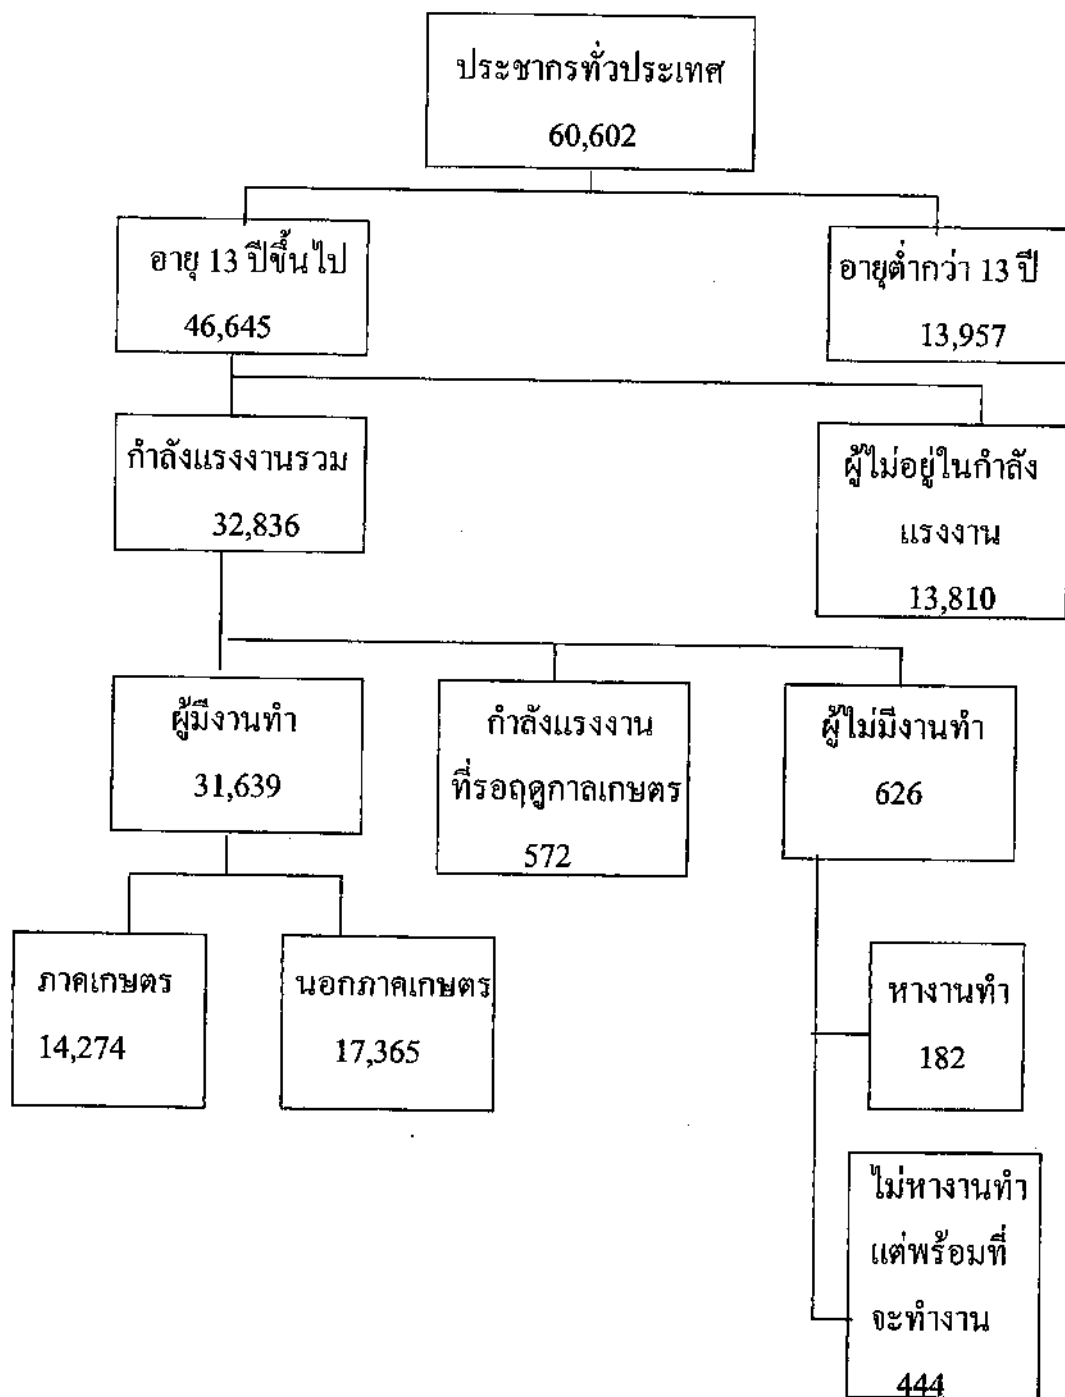 ประชากรทั่วประเทศ
60,602
อายุ 13 ปีขึ้นไป
46,645
อายุต่ำกว่า 13 ปี
13,957
กำลังแรงงานรวม
32,836
ผู้ไม่อยู่ในกำลัง
แรงงาน
13,810
ผู้มีงานทำ
31,639
กำลังแรงงาน
ที่รอฤดูกาลเกษตร
572
ผู้ไม่มีงานทำ
626
ภาคเกษตร
14,274
นอกภาคเกษตร
17,365
หางานทำ
182
ไม่หางานทำ
แต่พร้อมที่
จะทำงาน
444